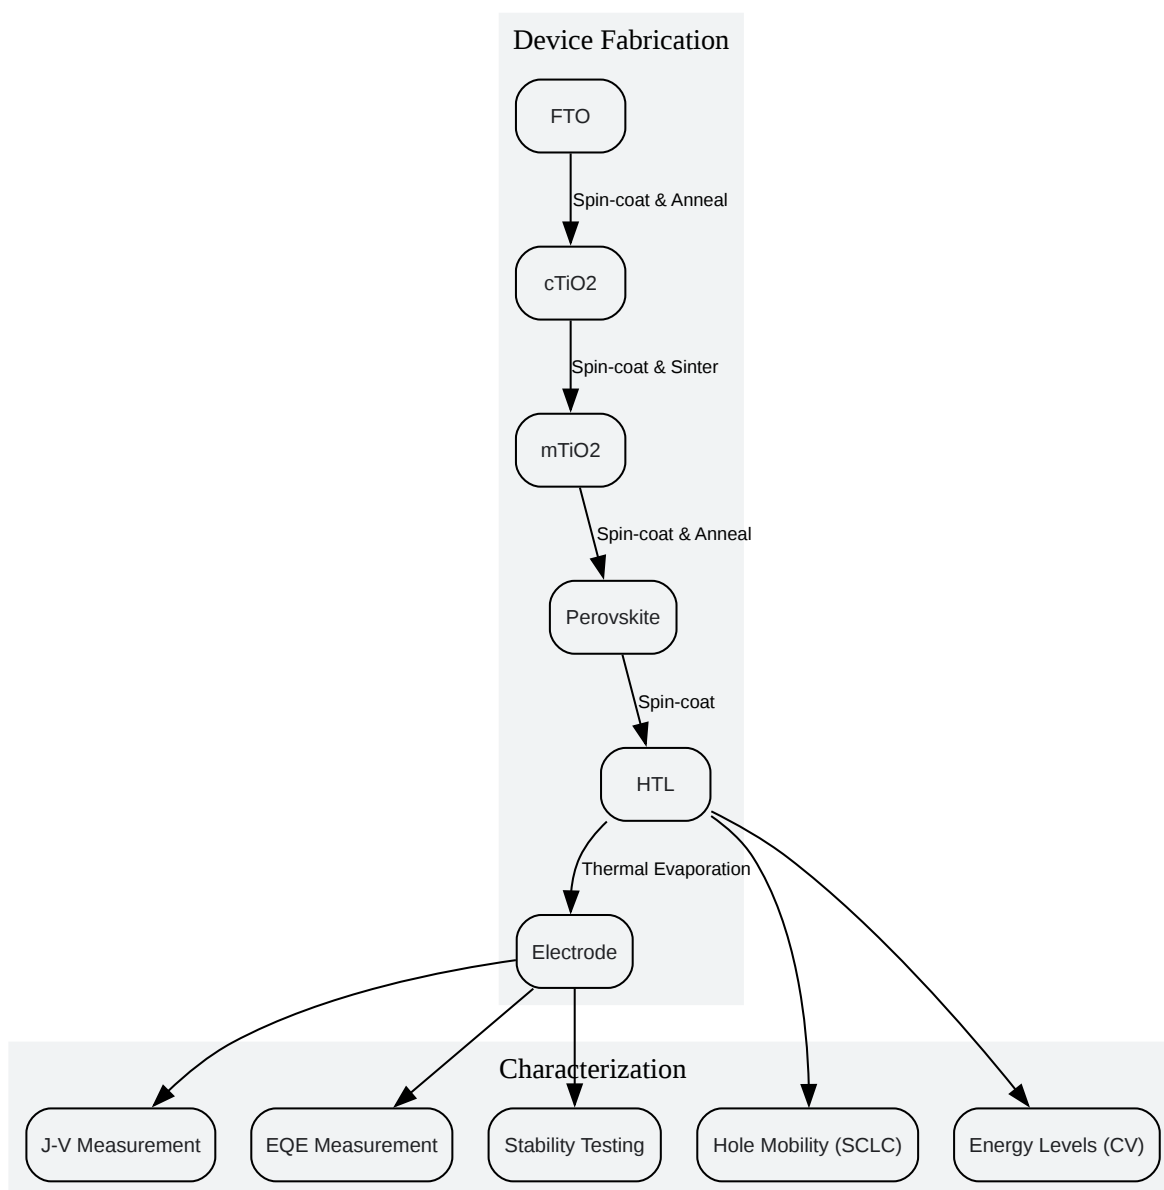 Device Fabrication
FTO
Spin-coat & Anneal
cTiO2
Spin-coat & Sinter
mTiO2
Spin-coat & Anneal
Perovskite
Spin-coat
HTL
Thermal Evaporation
Electrode
Characterization
J-V Measurement
EQE Measurement
Stability Testing
Hole Mobility (SCLC)
Energy Levels (CV)